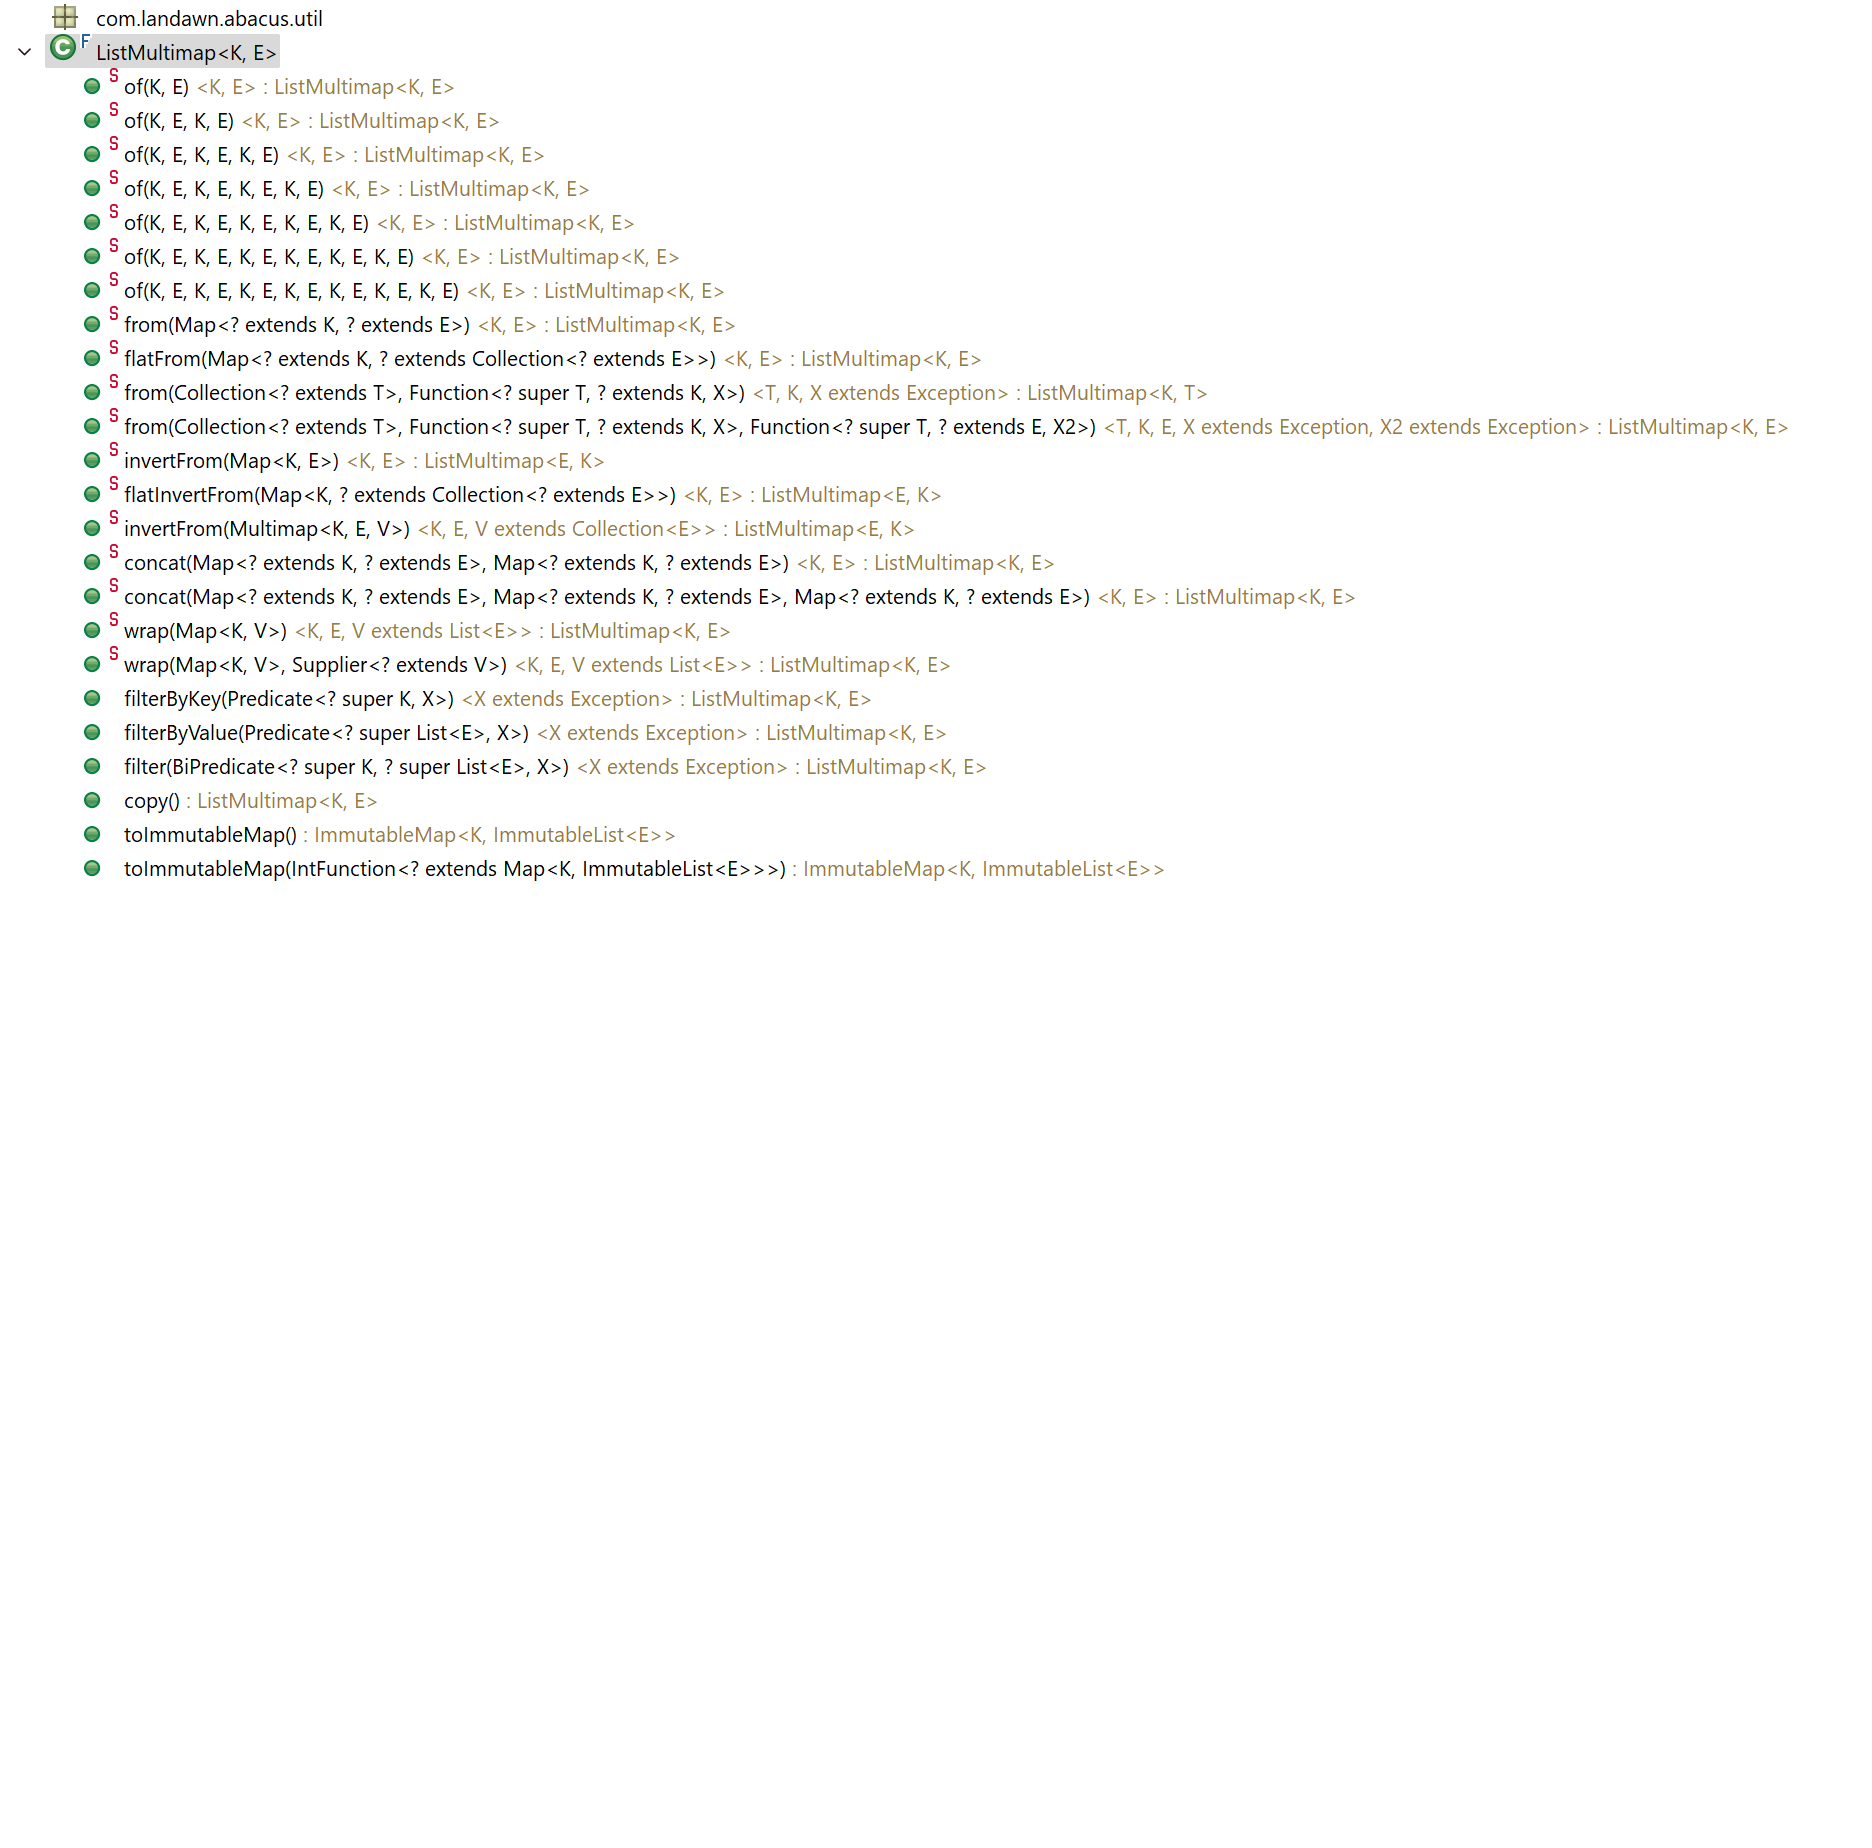 com.landawn.abacus.util
C F ListMultimap<K, E>
S of(K, E) <K, E> : ListMultimap<K, E>
S of(K, E, K, E) <K, E> : ListMultimap<K, E>
S of(K, E, K, E, K, E) <K, E> : ListMultimap<K, E>
S of(K, E, K, E, K, E, K, E) <K, E> : ListMultimap<K, E>
S of(K, E, K, E, K, E, K, E, K, E) <K, E> : ListMultimap<K, E>
S of(K, E, K, E, K, E, K, E, K, E, K, E) <K, E> : ListMultimap<K, E>
S of(K, E, K, E, K, E, K, E, K, E, K, E, K, E) <K, E> : ListMultimap<K, E>
S from(Map<? extends K, ? extends E>) <K, E> : ListMultimap<K, E>
S flatFrom(Map<? extends K, ? extends Collection<? extends E>>) <K, E> : ListMultimap<K, E>
S from(Collection<? extends T>, Function<? super T, ? extends K, X>) <T, K, X extends Exception> : ListMultimap<K, T>
S from(Collection<? extends T>, Function<? super T, ? extends K, X>, Function<? super T, ? extends E, X2>) <T, K, E, X extends Exception, X2 extends Exception> : ListMultimap<K, E>
S invertFrom(Map<K, E>) <K, E> : ListMultimap<E, K>
S flatInvertFrom(Map<K, ? extends Collection<? extends E>>) <K, E> : ListMultimap<E, K>
S invertFrom(Multimap<K, E, V>) <K, E, V extends Collection<E>> : ListMultimap<E, K>
S concat(Map<? extends K, ? extends E>, Map<? extends K, ? extends E>) <K, E> : ListMultimap<K, E>
S concat(Map<? extends K, ? extends E>, Map<? extends K, ? extends E>, Map<? extends K, ? extends E>) <K, E> : ListMultimap<K, E>
S wrap(Map<K, V>) <K, E, V extends List<E>> : ListMultimap<K, E>
S wrap(Map<K, V>, Supplier<? extends V>) <K, E, V extends List<E>> : ListMultimap<K, E>
filterByKey(Predicate<? super K, X>) <X extends Exception> : ListMultimap<K, E>
filterByValue(Predicate<? super List<E>, X>) <X extends Exception> : ListMultimap<K, E>
filter(BiPredicate<? super K, ? super List<E>, X>) <X extends Exception> : ListMultimap<K, E>
copy() : ListMultimap<K, E>
toImmutableMap() : ImmutableMap<K, ImmutableList<E>>
toImmutableMap(IntFunction<? extends Map<K, ImmutableList<E>>>) : ImmutableMap<K, ImmutableList<E>>